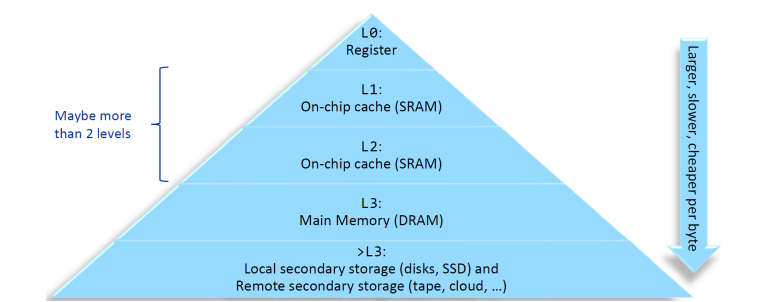 L0:
Register
L1:
On-chip cache (SRAM)
Maybe more
than 2 levels
L2:
On-chip cache (SRAM)
L3:
Main Memory (DRAM)
>L3:
Local secondary storage (disks, SSD) and
Remote secondary storage (tape, cloud, …)
Larger, slower, cheaper per byte